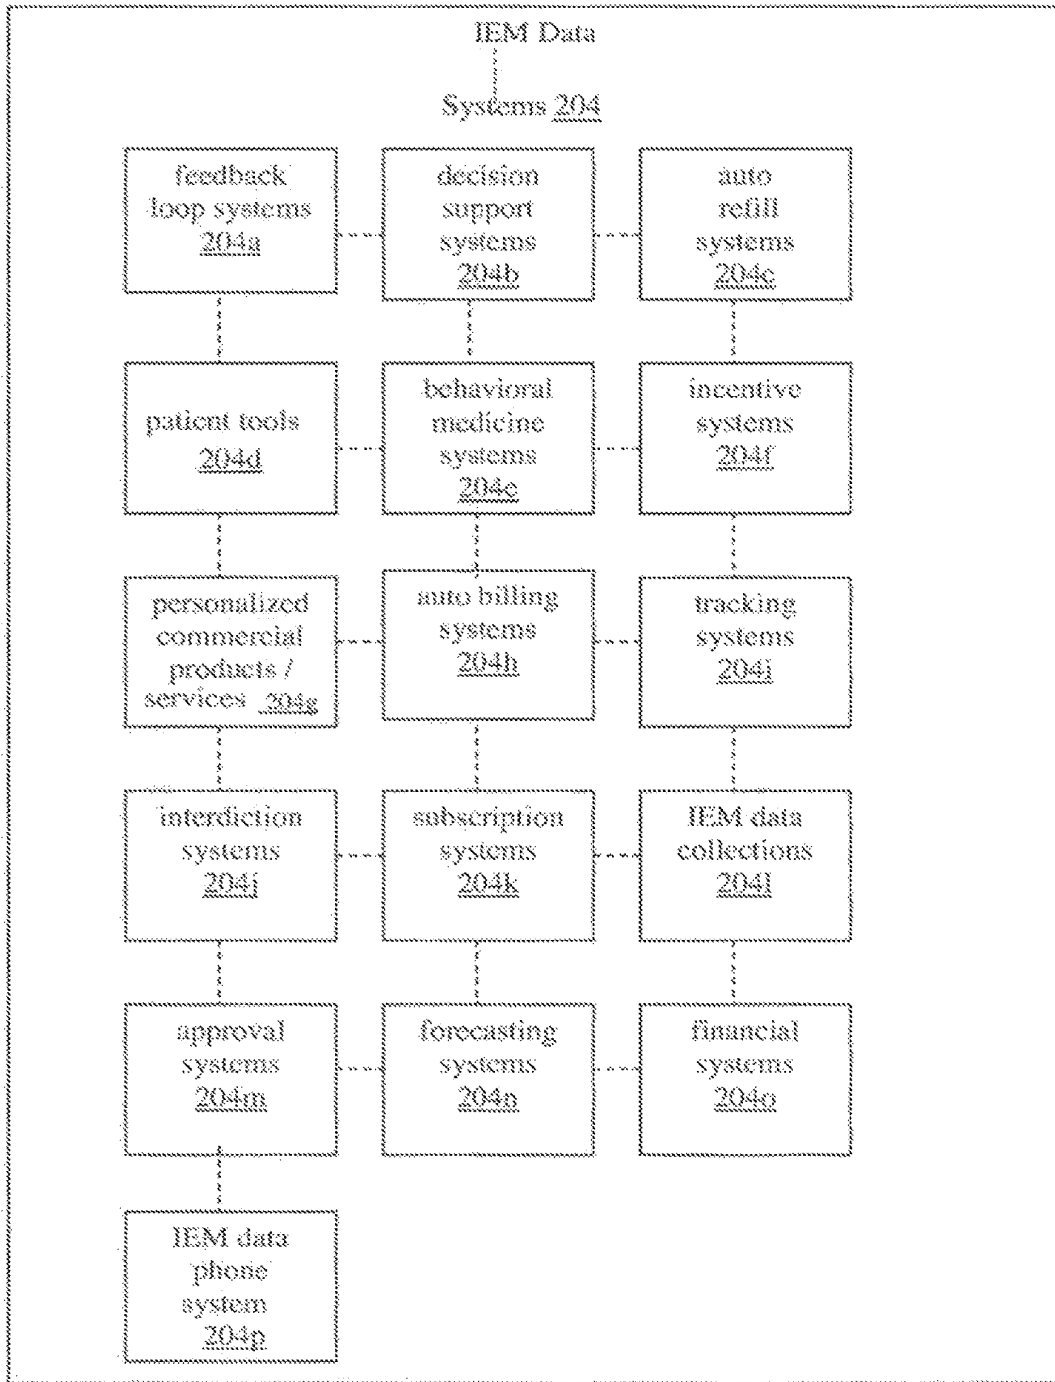 IEM Data
Systems 204
feedback
loop systems
204a
decision
support
systems
204b
auto
refill
systems
204c
patient tools
204d
behavioral
medicine
systems
204e
incentive
systems
204f
personalized
commercial
products /
services 204g
auto billing
systems
204h
tracking
systems
204i
interdiction
systems
204j
subscription
systems
204k
IEM data
collections
204l
approval
systems
204m
forecasting
systems
204n
financial
systems
204o
IEM data
phone
system
204p